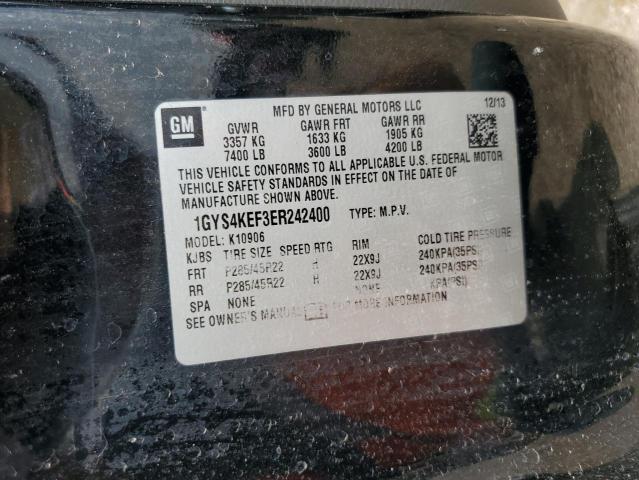 MFD BY GENERAL MOTORS LLC 12/13
GM GVWR GAWR FRT GAWR RR
3357 KG 1633 KG 1905 KG
7400 LB 3600 LB 4200 LB
THIS VEHICLE CONFORMS TO ALL APPLICABLE U.S. FEDERAL MOTOR
VEHICLE SAFETY STANDARDS IN EFFECT ON THE DATE OF
MANUFACTURE SHOWN ABOVE.
1GYS4KEF3ER242400 TYPE: M.P.V.
MODEL: K10906
KJBS TIRE SIZE SPEED RTG RIM COLD TIRE PRESSURE
FRT P285/45R22 H 22X9J 240KPA(35PSI)
RR P285/45R22 H 22X9J 240KPA(35PSI)
SPA NONE NONE KPA(PSI)
SEE OWNER'S MANUAL FOR MORE INFORMATION